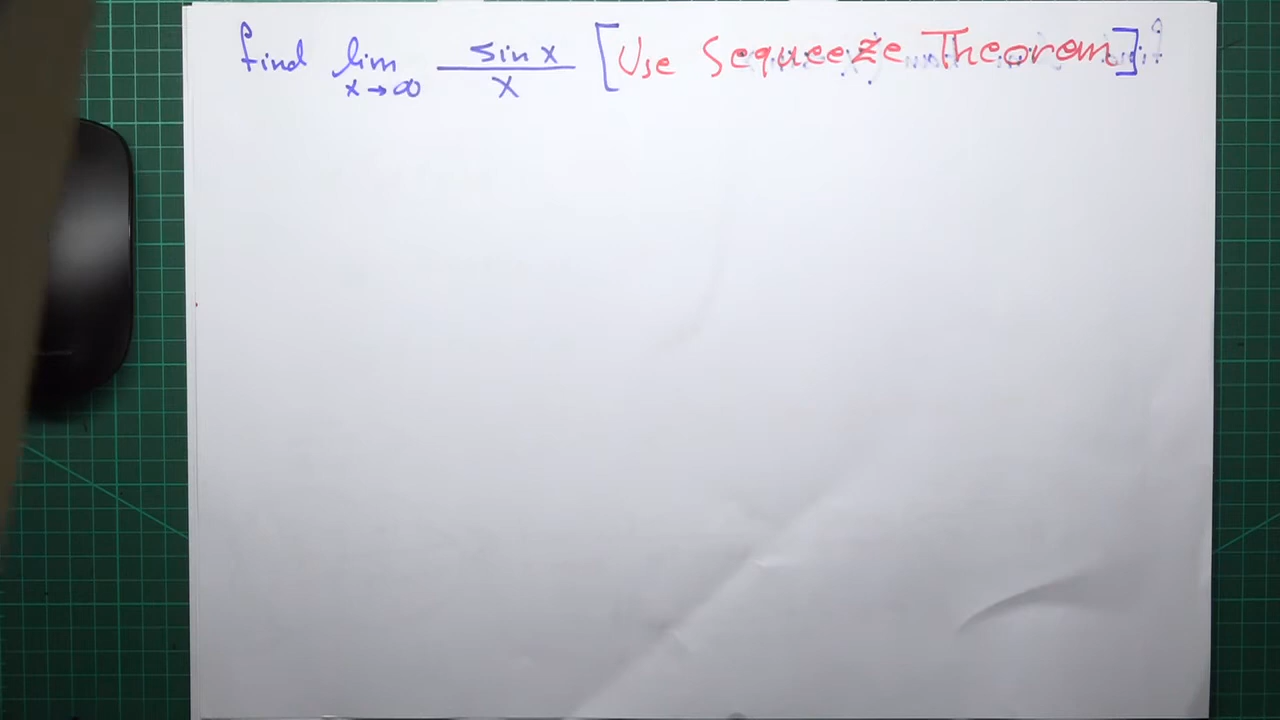 find lim x→∞ sin x / x [Use Sequeeze Theorem]